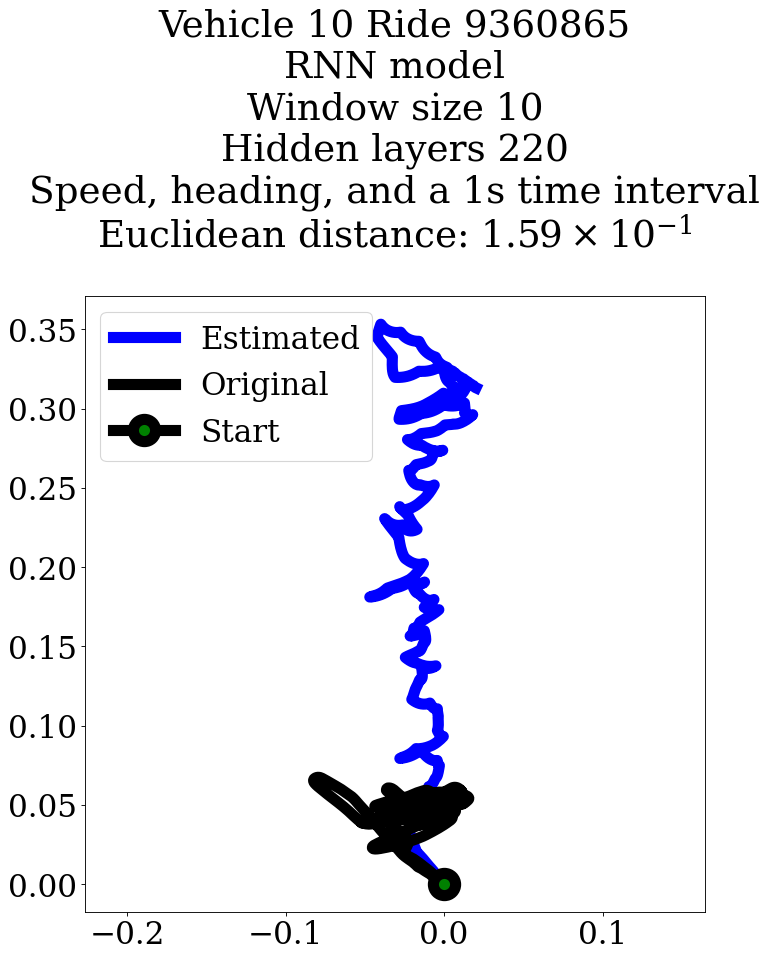 Vehicle 10 Ride 9360865
RNN model
Window size 10
Hidden layers 220
Speed, heading, and a 1s time interval
Euclidean distance: 1.59 × 10⁻¹
Estimated
Original
Start
0.35
0.30
0.25
0.20
0.15
0.10
0.05
0.00
−0.2
−0.1
0.0
0.1